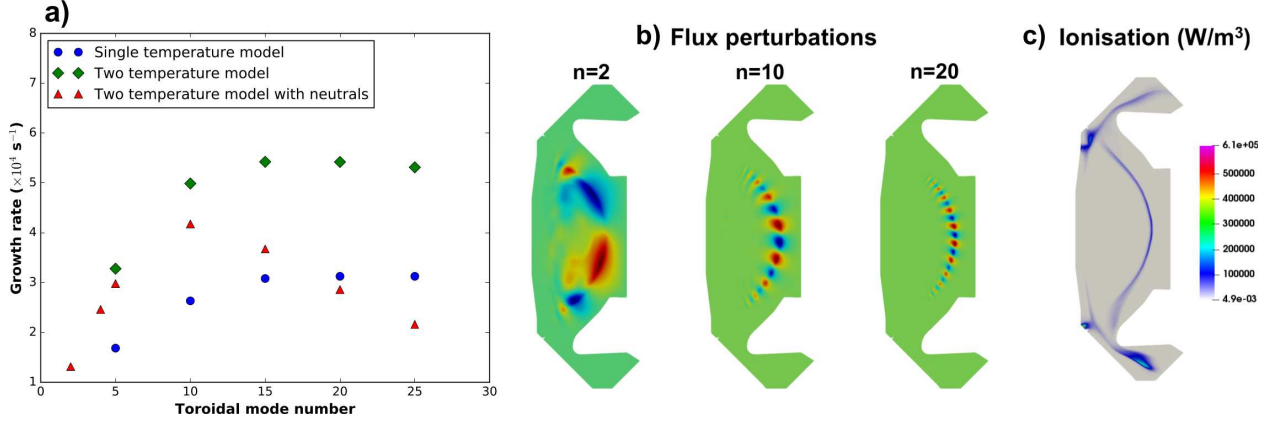 a)
8
7
6
5
4
3
2
1
0
5
10
15
20
25
30
Growth rate (×10⁴ s⁻¹)
Toroidal mode number
Single temperature model
Two temperature model
Two temperature model with neutrals
b) Flux perturbations
n=2
n=10
n=20
c) Ionisation (W/m³)
6.1e+05
400000
300000
200000
100000
4.9e-03